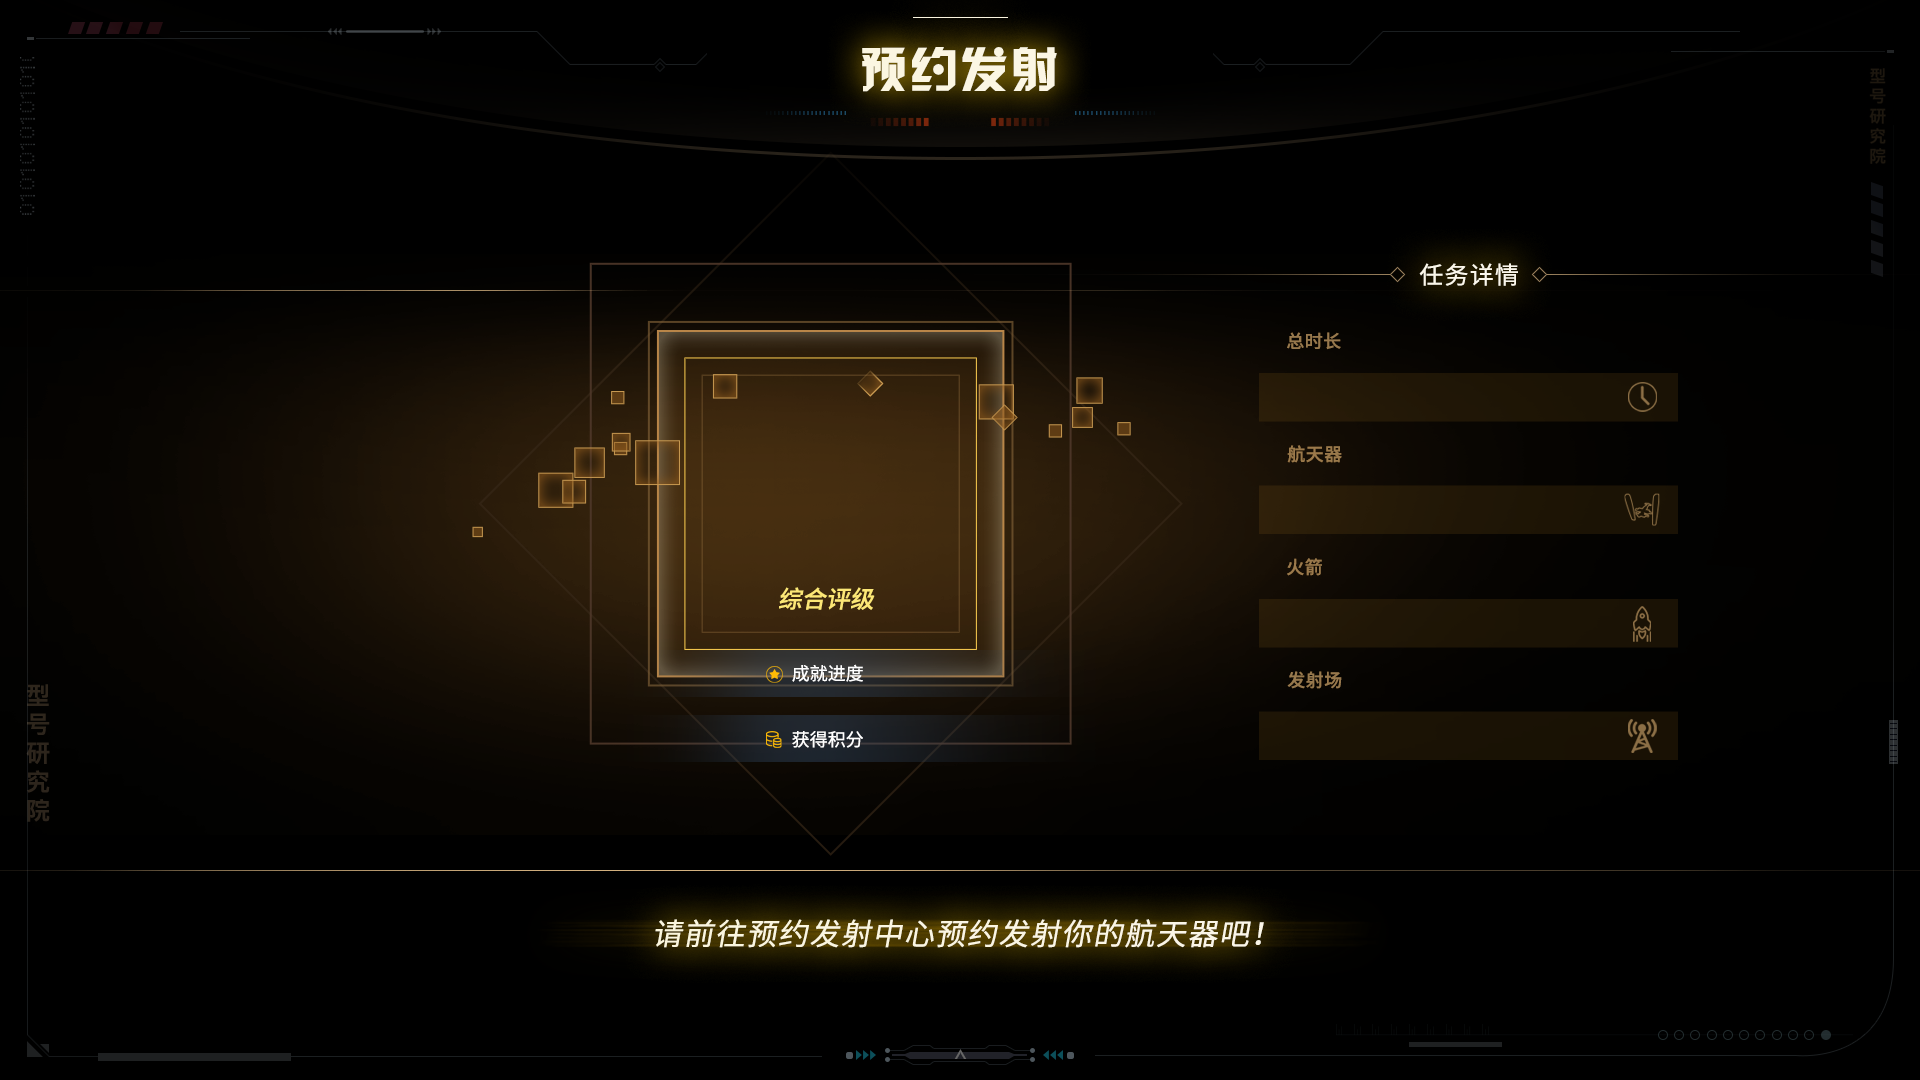 预约发射
型号研究院
任务详情
总时长
航天器
火箭
发射场
综合评级
成就进度
获得积分
型号研究院
请前往预约发射中心预约发射你的航天器吧！